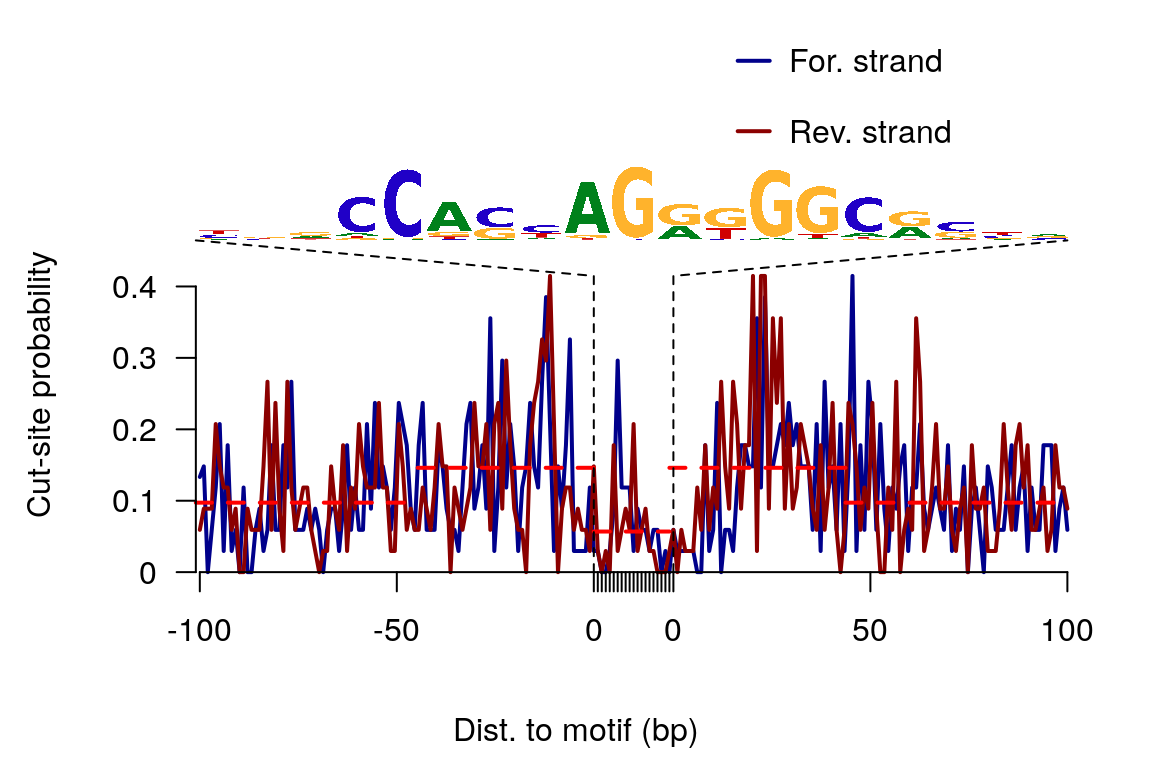 For. strand
Rev. strand
CCACCAGGGGGCGC
Cut-site probability
0.4
0.3
0.2
0.1
0
-100 -50 0 0 50 100
Dist. to motif (bp)